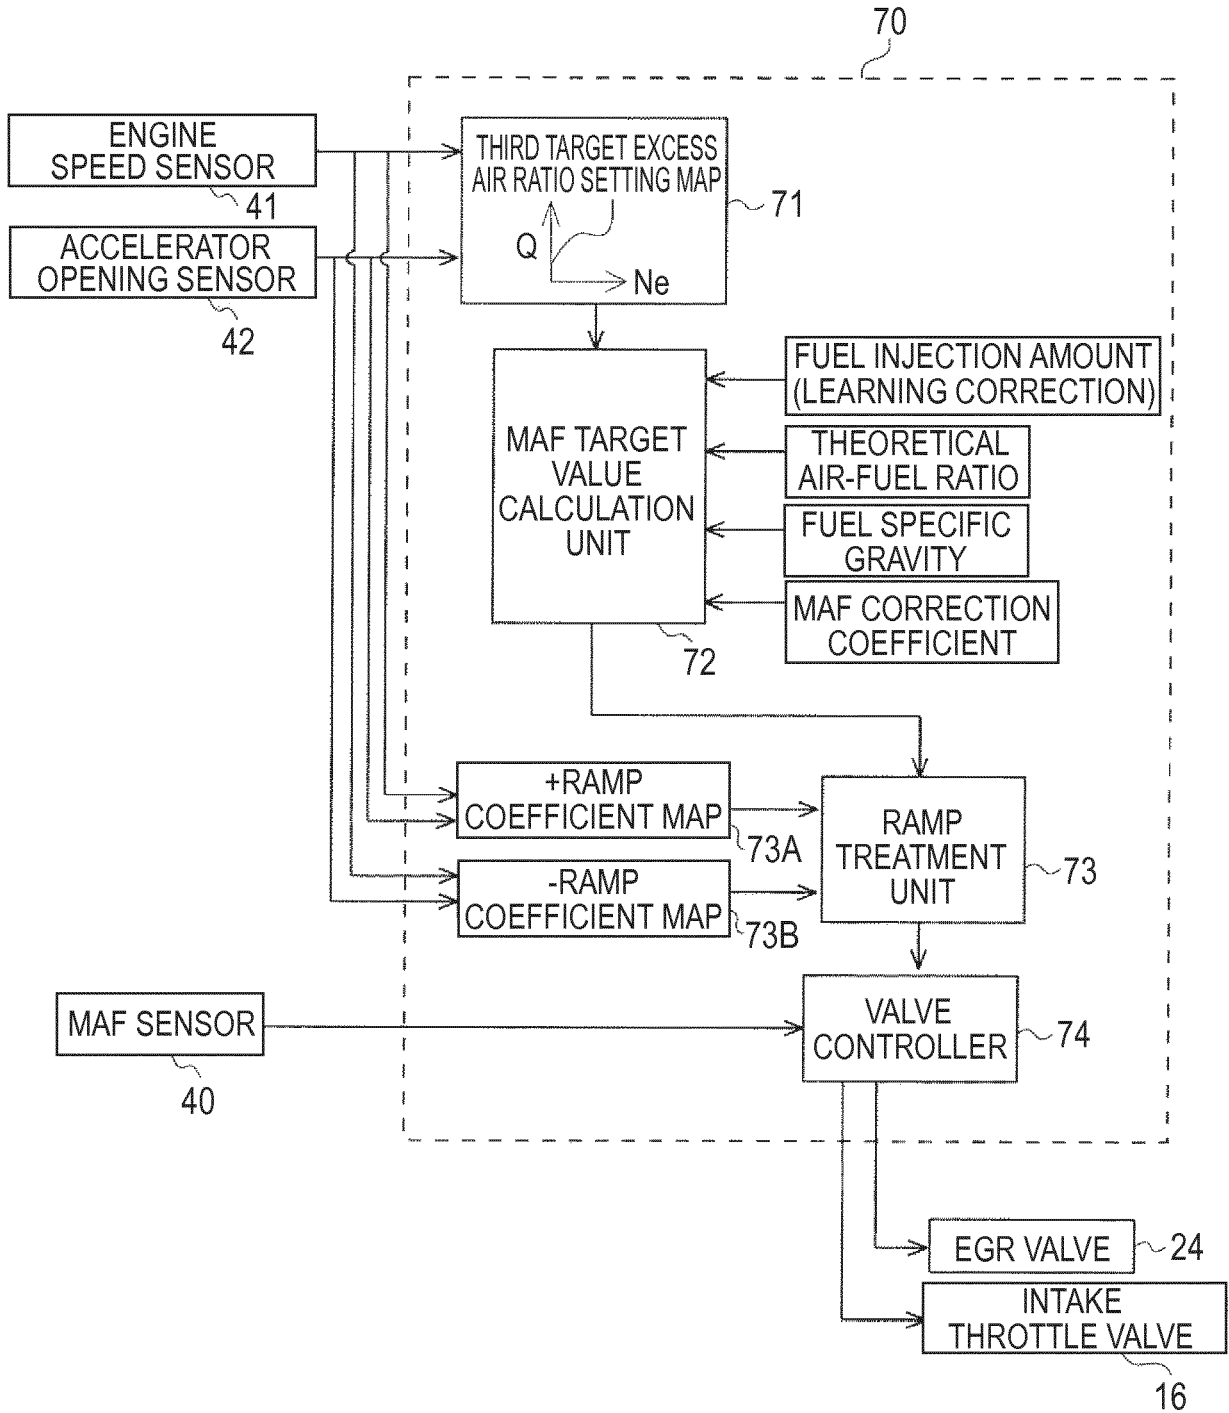 70
ENGINE
SPEED SENSOR
41
ACCELERATOR
OPENING SENSOR
42
THIRD TARGET EXCESS
AIR RATIO SETTING MAP
Q
Ne
71
MAF TARGET
VALUE
CALCULATION
UNIT
72
FUEL INJECTION AMOUNT
(LEARNING CORRECTION)
THEORETICAL
AIR-FUEL RATIO
FUEL SPECIFIC
GRAVITY
MAF CORRECTION
COEFFICIENT
+RAMP
COEFFICIENT MAP
73A
-RAMP
COEFFICIENT MAP
73B
RAMP
TREATMENT
UNIT
73
MAF SENSOR
40
VALVE
CONTROLLER
74
EGR VALVE
24
INTAKE
THROTTLE VALVE
16